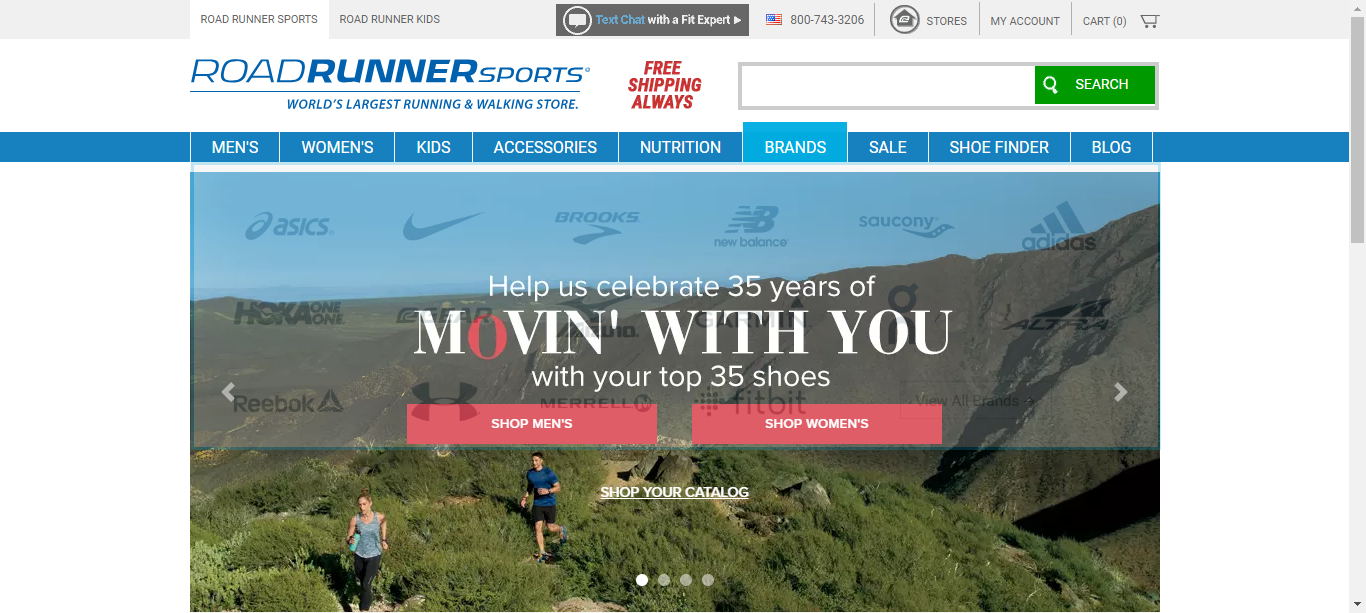 ROAD RUNNER SPORTS
ROAD RUNNER KIDS
Text Chat with a Fit Expert
800-743-3206
STORES
MY ACCOUNT
CART (0)
ROADRUNNERSPORTS
WORLD'S LARGEST RUNNING & WALKING STORE.
FREE
SHIPPING
ALWAYS
SEARCH
MEN'S
WOMEN'S
KIDS
ACCESSORIES
NUTRITION
BRANDS
SALE
SHOE FINDER
BLOG
asics
BROOKS
new balance
saucony
adidas
HOKA ONE ONE
GEAR
GARMIN
ALTRA
Help us celebrate 35 years of
MOVIN' WITH YOU
with your top 35 shoes
Reebok
MERRELL
fitbit
View All Brands
SHOP MEN'S
SHOP WOMEN'S
SHOP YOUR CATALOG